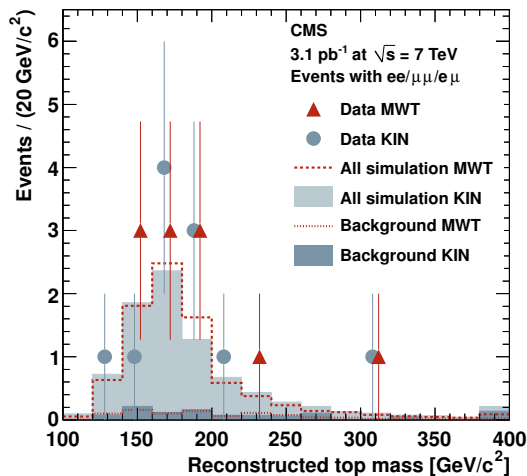 CMS
3.1 pb⁻¹ at √s = 7 TeV
Events with ee/μμ/eμ
Data MWT
Data KIN
All simulation MWT
All simulation KIN
Background MWT
Background KIN
Events / (20 GeV/c²)
6
5
4
3
2
1
0
100 150 200 250 300 350 400
Reconstructed top mass [GeV/c²]